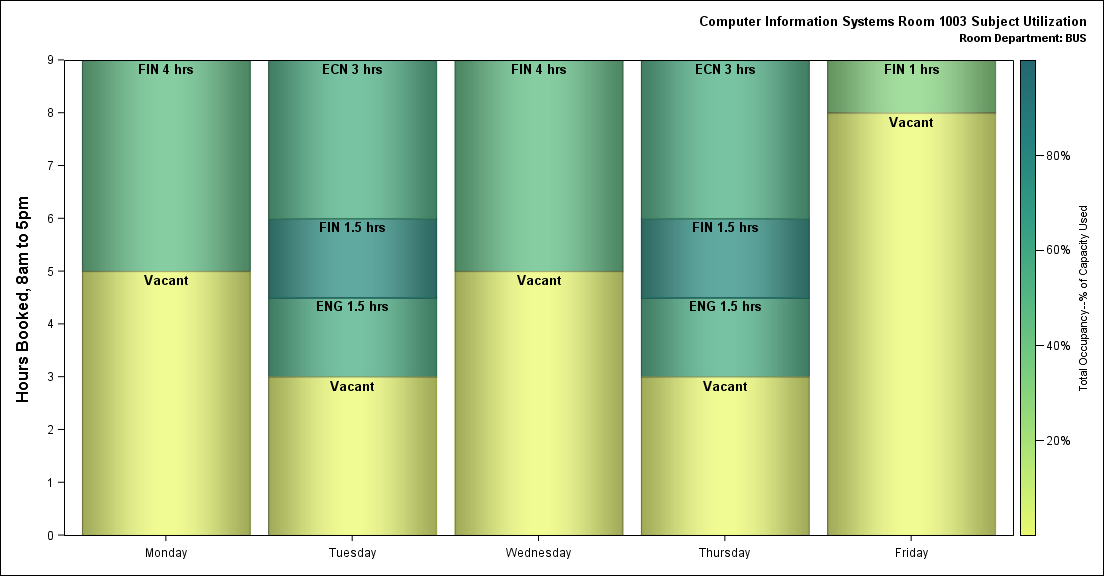 Computer Information Systems Room 1003 Subject Utilization
Room Department: BUS
Hours Booked, 8am to 5pm
9
8
7
6
5
4
3
2
1
0
FIN 4 hrs
Vacant
ECN 3 hrs
FIN 1.5 hrs
ENG 1.5 hrs
Vacant
FIN 4 hrs
Vacant
ECN 3 hrs
FIN 1.5 hrs
ENG 1.5 hrs
Vacant
FIN 1 hrs
Vacant
Monday
Tuesday
Wednesday
Thursday
Friday
80%
60%
40%
20%
Total Occupancy--% of Capacity Used